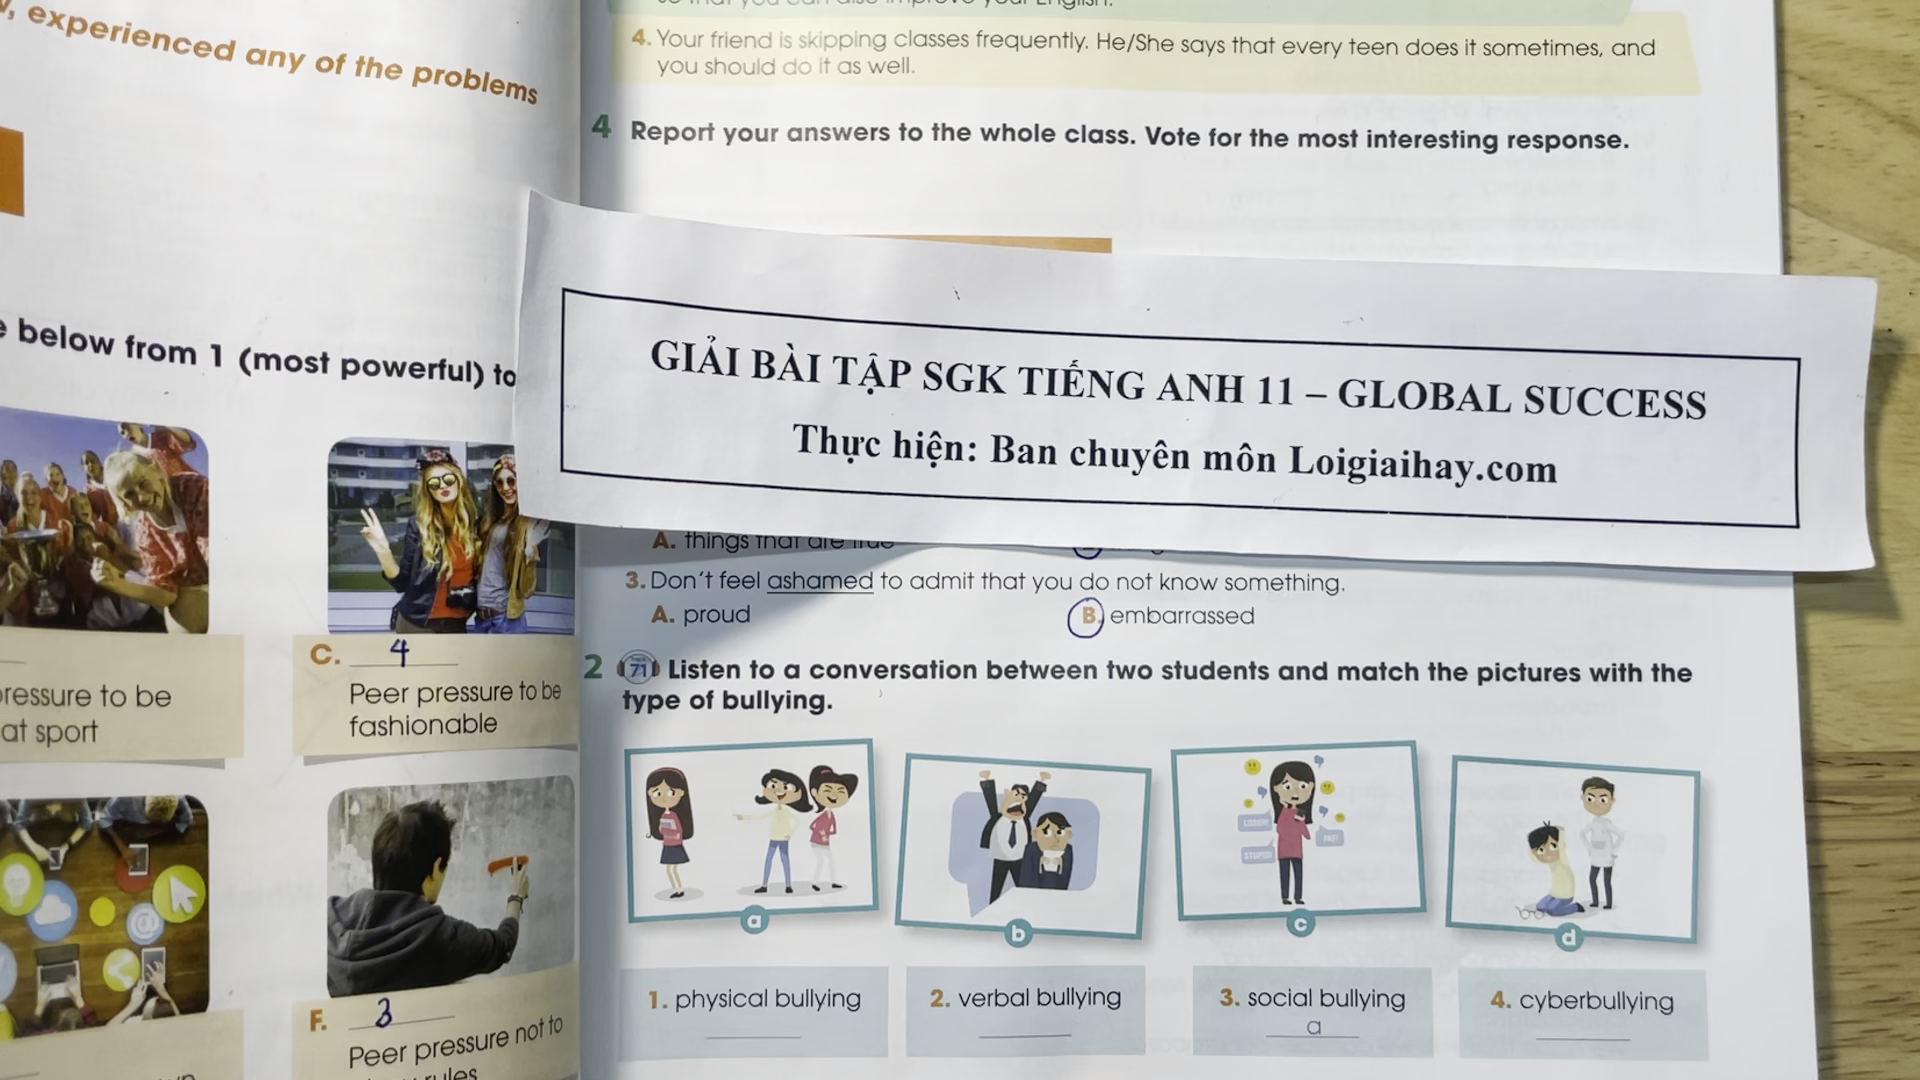 experienced any of the problems
below from 1 (most powerful) to
ressure to be
at sport
C. 4
Peer pressure to be
fashionable
F. 3
Peer pressure not to
rules
4. Your friend is skipping classes frequently. He/She says that every teen does it sometimes, and
you should do it as well.
4 Report your answers to the whole class. Vote for the most interesting response.
GIẢI BÀI TẬP SGK TIẾNG ANH 11 – GLOBAL SUCCESS
Thực hiện: Ban chuyên môn Loigiaihay.com
A. things that are true
3. Don't feel ashamed to admit that you do not know something.
A. proud
B. embarrassed
2 71 Listen to a conversation between two students and match the pictures with the
type of bullying.
LOSER!
STUPID!
FAT!
a
b
c
d
1. physical bullying
2. verbal bullying
3. social bullying
a
4. cyberbullying